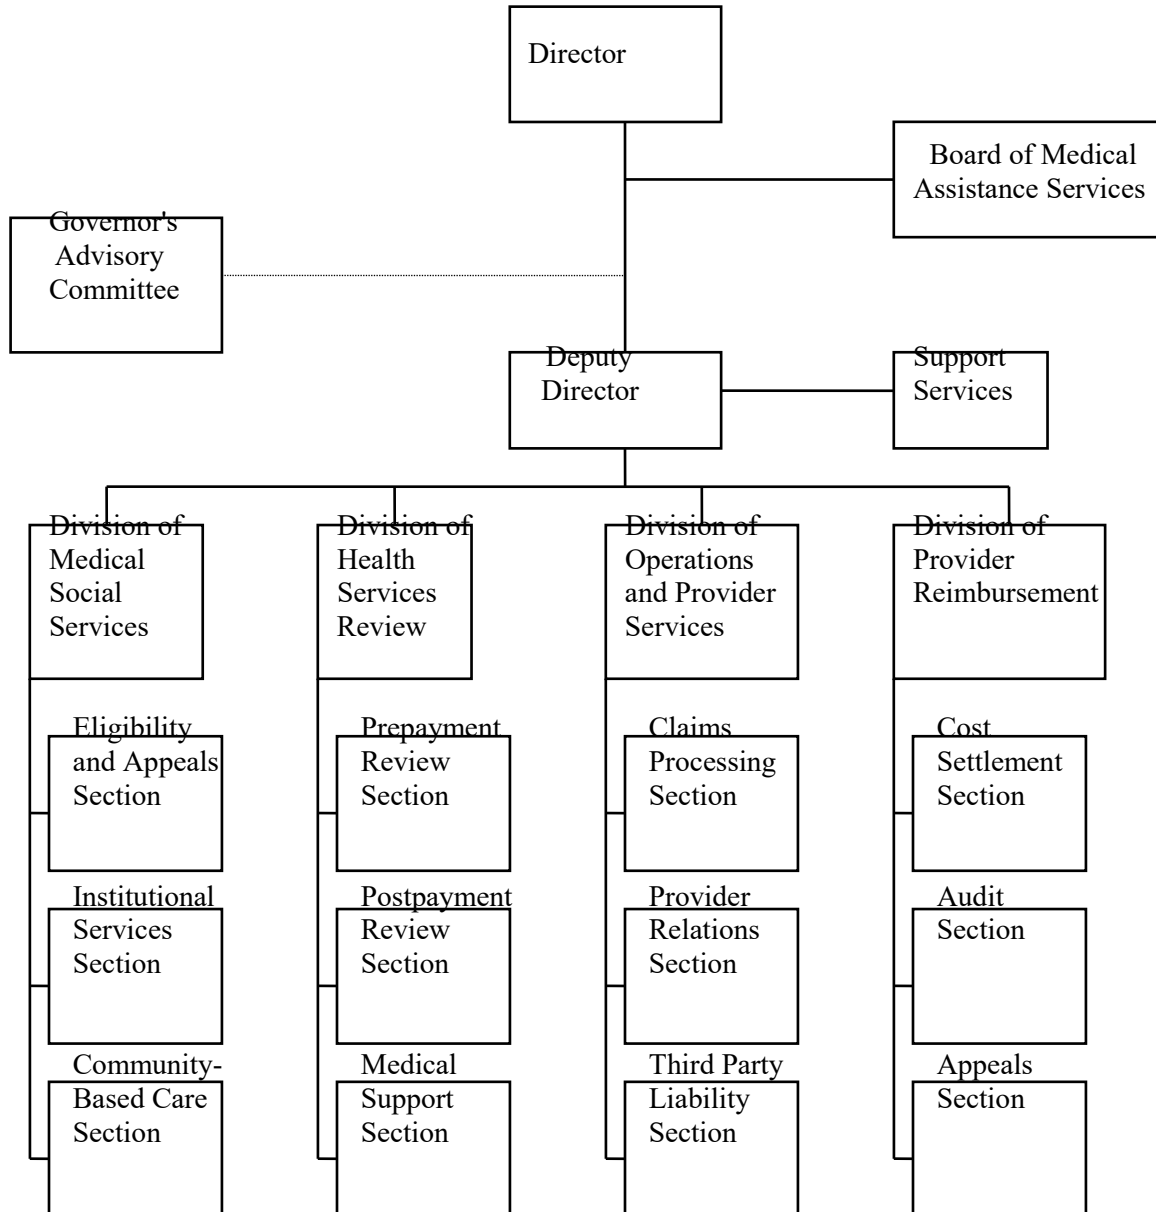 Director
Board of Medical
Assistance Services
Governor's
Advisory
Committee
Deputy
Director
Support
Services
Division of
Medical
Social
Services
Division of
Health
Services
Review
Division of
Operations
and Provider
Services
Division of
Provider
Reimbursement
Eligibility
and Appeals
Section
Prepayment
Review
Section
Claims
Processing
Section
Cost
Settlement
Section
Institutional
Services
Section
Postpayment
Review
Section
Provider
Relations
Section
Audit
Section
Community-
Based Care
Section
Medical
Support
Section
Third Party
Liability
Section
Appeals
Section